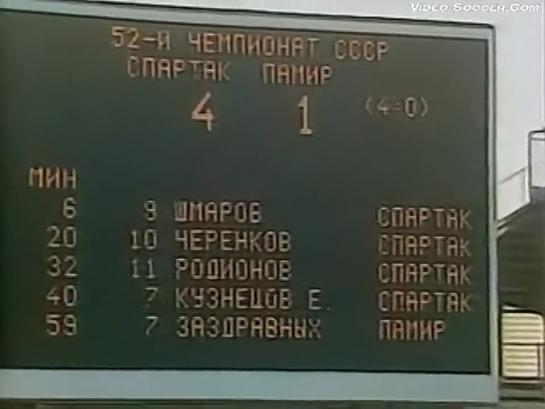 Video Soccer.Com
52-Й ЧЕМПИОНАТ СССР
СПАРТАК ПАМИР
4 1 (4:0)
МИН
6 9 ШМАРОВ СПАРТАК
20 10 ЧЕРЕНКОВ СПАРТАК
32 11 РОДИОНОВ СПАРТАК
40 7 КУЗНЕЦОВ Е. СПАРТАК
59 7 ЗАЗДРАВНЫХ ПАМИР